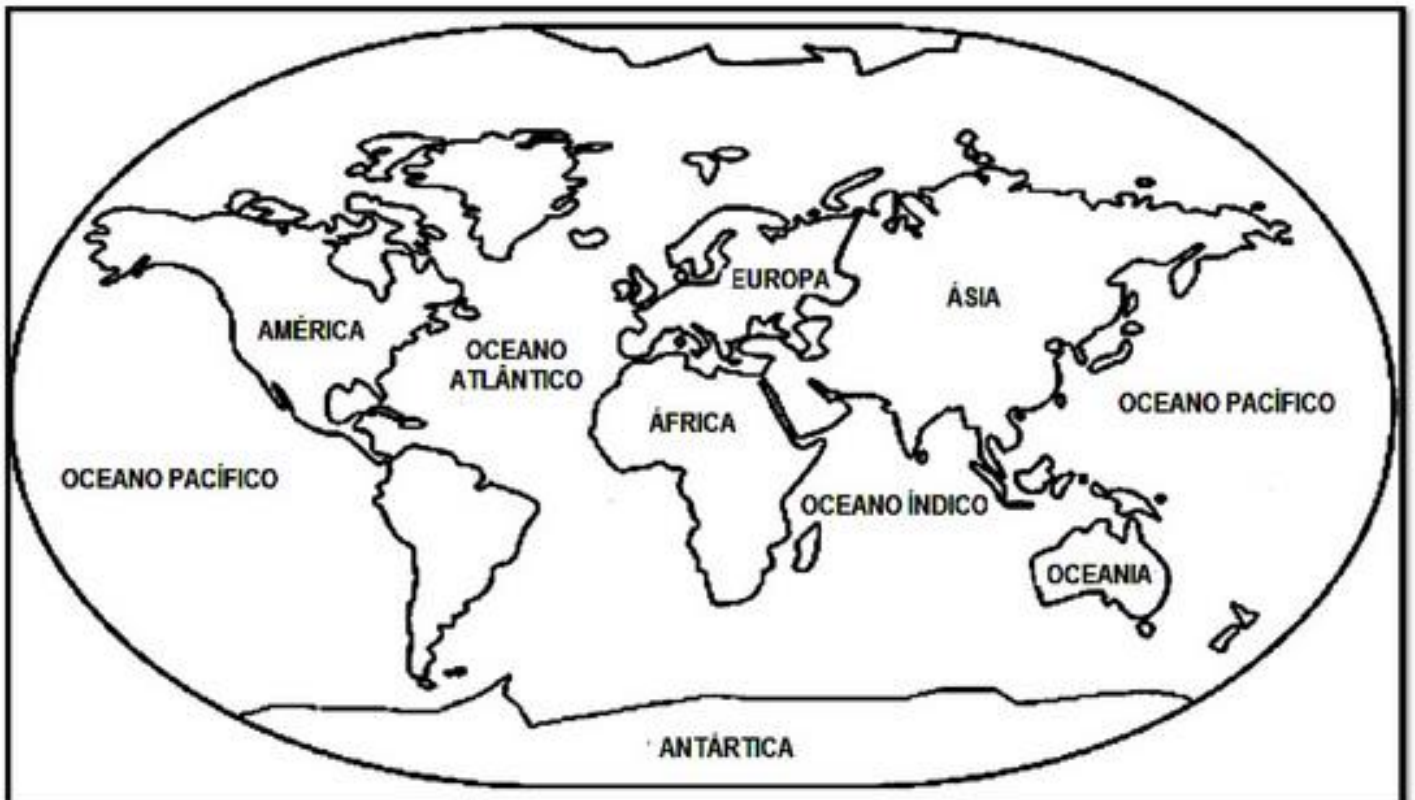 EUROPA
ÁSIA
AMÉRICA
OCEANO
ATLÂNTICO
ÁFRICA
OCEANO PACÍFICO
OCEANO PACÍFICO
OCEANO ÍNDICO
OCEANIA
ANTÁRTICA